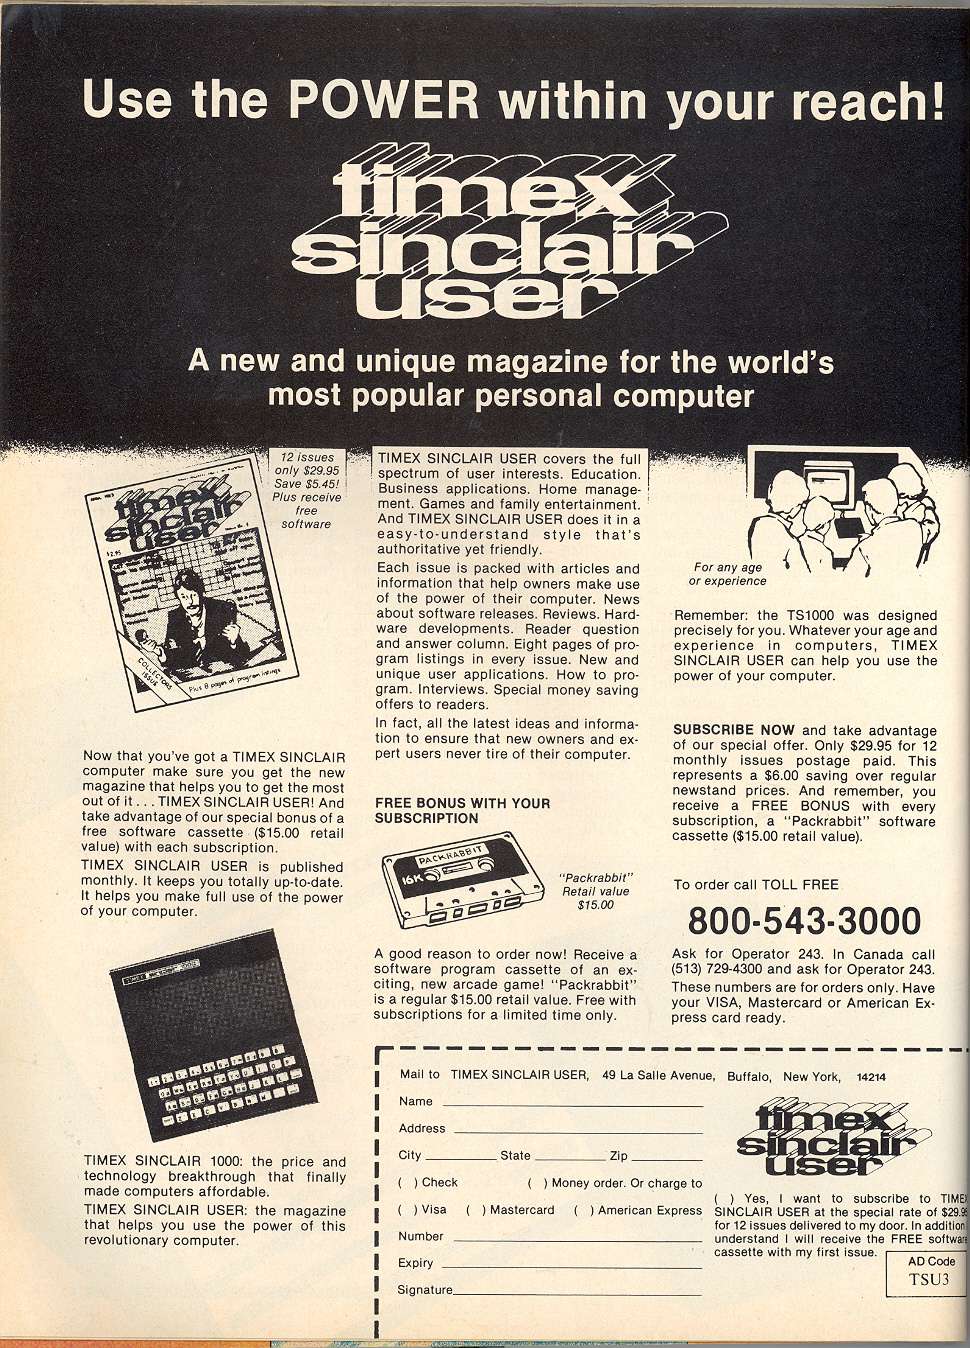 Use the POWER within your reach!
timex
sinclair
user
A new and unique magazine for the world's
most popular personal computer
12 issues
only $29.95
Save $5.45!
Plus receive
free
software
timex
sinclair
user
$2.95
COLLECTORS
ISSUE
Plus 8 pages of program listings
Now that you've got a TIMEX SINCLAIR
computer make sure you get the new
magazine that helps you to get the most
out of it . . . TIMEX SINCLAIR USER! And
take advantage of our special bonus of a
free software cassette ($15.00 retail
value) with each subscription.
TIMEX SINCLAIR USER is published
monthly. It keeps you totally up-to-date.
It helps you make full use of the power
of your computer.
TIMEX SINCLAIR 1000: the price and
technology breakthrough that finally
made computers affordable.
TIMEX SINCLAIR USER: the magazine
that helps you use the power of this
revolutionary computer.
TIMEX SINCLAIR USER covers the full
spectrum of user interests. Education.
Business applications. Home manage-
ment. Games and family entertainment.
And TIMEX SINCLAIR USER does it in a
easy-to-understand style that's
authoritative yet friendly.
Each issue is packed with articles and
information that help owners make use
of the power of their computer. News
about software releases. Reviews. Hard-
ware developments. Reader question
and answer column. Eight pages of pro-
gram listings in every issue. New and
unique user applications. How to pro-
gram. Interviews. Special money saving
offers to readers.
In fact, all the latest ideas and informa-
tion to ensure that new owners and ex-
pert users never tire of their computer.
FREE BONUS WITH YOUR
SUBSCRIPTION
PACKRABBIT
16K
"Packrabbit"
Retail value
$15.00
A good reason to order now! Receive a
software program cassette of an ex-
citing, new arcade game! "Packrabbit"
is a regular $15.00 retail value. Free with
subscriptions for a limited time only.
For any age
or experience
Remember: the TS1000 was designed
precisely for you. Whatever your age and
experience in computers, TIMEX
SINCLAIR USER can help you use the
power of your computer.
SUBSCRIBE NOW and take advantage
of our special offer. Only $29.95 for 12
monthly issues postage paid. This
represents a $6.00 saving over regular
newstand prices. And remember, you
receive a FREE BONUS with every
subscription, a "Packrabbit" software
cassette ($15.00 retail value).
To order call TOLL FREE
800-543-3000
Ask for Operator 243. In Canada call
(513) 729-4300 and ask for Operator 243.
These numbers are for orders only. Have
your VISA, Mastercard or American Ex-
press card ready.
Mail to TIMEX SINCLAIR USER, 49 La Salle Avenue, Buffalo, New York, 14214
Name
Address
City State Zip
( ) Check ( ) Money order. Or charge to
( ) Visa ( ) Mastercard ( ) American Express
Number
Expiry
Signature
timex
sinclair
user
( ) Yes, I want to subscribe to TIME
SINCLAIR USER at the special rate of $29.95
for 12 issues delivered to my door. In addition
understand I will receive the FREE software
cassette with my first issue.
AD Code
TSU3